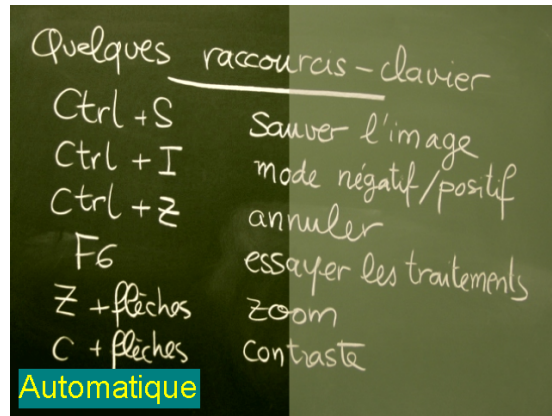 Quelques raccourcis-clavier
Ctrl + S sauver l'image
Ctrl + I mode négatif/positif
Ctrl + Z annuler
F6 essayer les traitements
Z + flèches zoom
C + flèches contraste
Automatique